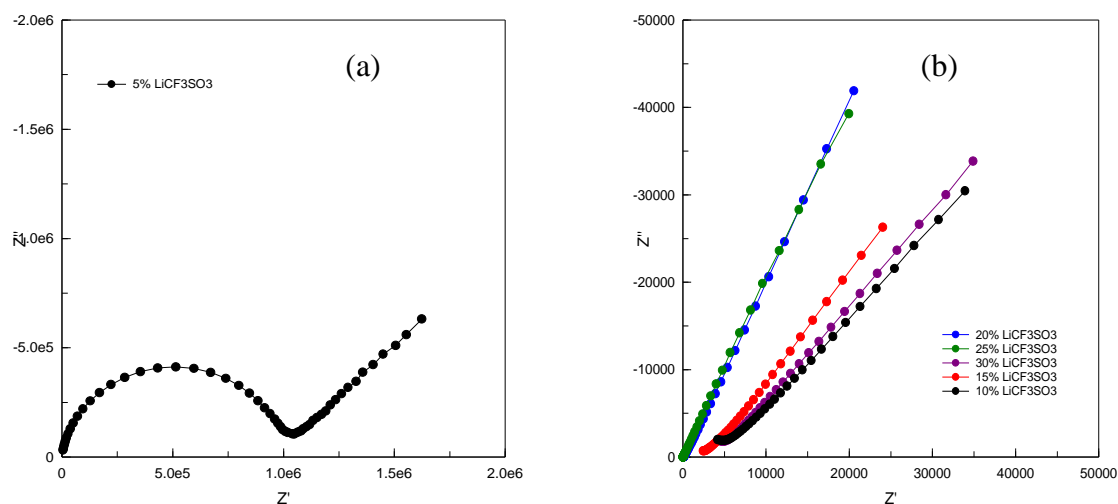 (a)
-2.0e6
-1.5e6
-1.0e6
-5.0e5
0
Z''
5% LiCF3SO3
0 5.0e5 1.0e6 1.5e6 2.0e6
Z'
(b)
-50000
-40000
-30000
-20000
-10000
0
Z''
20% LiCF3SO3
25% LiCF3SO3
30% LiCF3SO3
15% LiCF3SO3
10% LiCF3SO3
0 10000 20000 30000 40000 50000
Z'